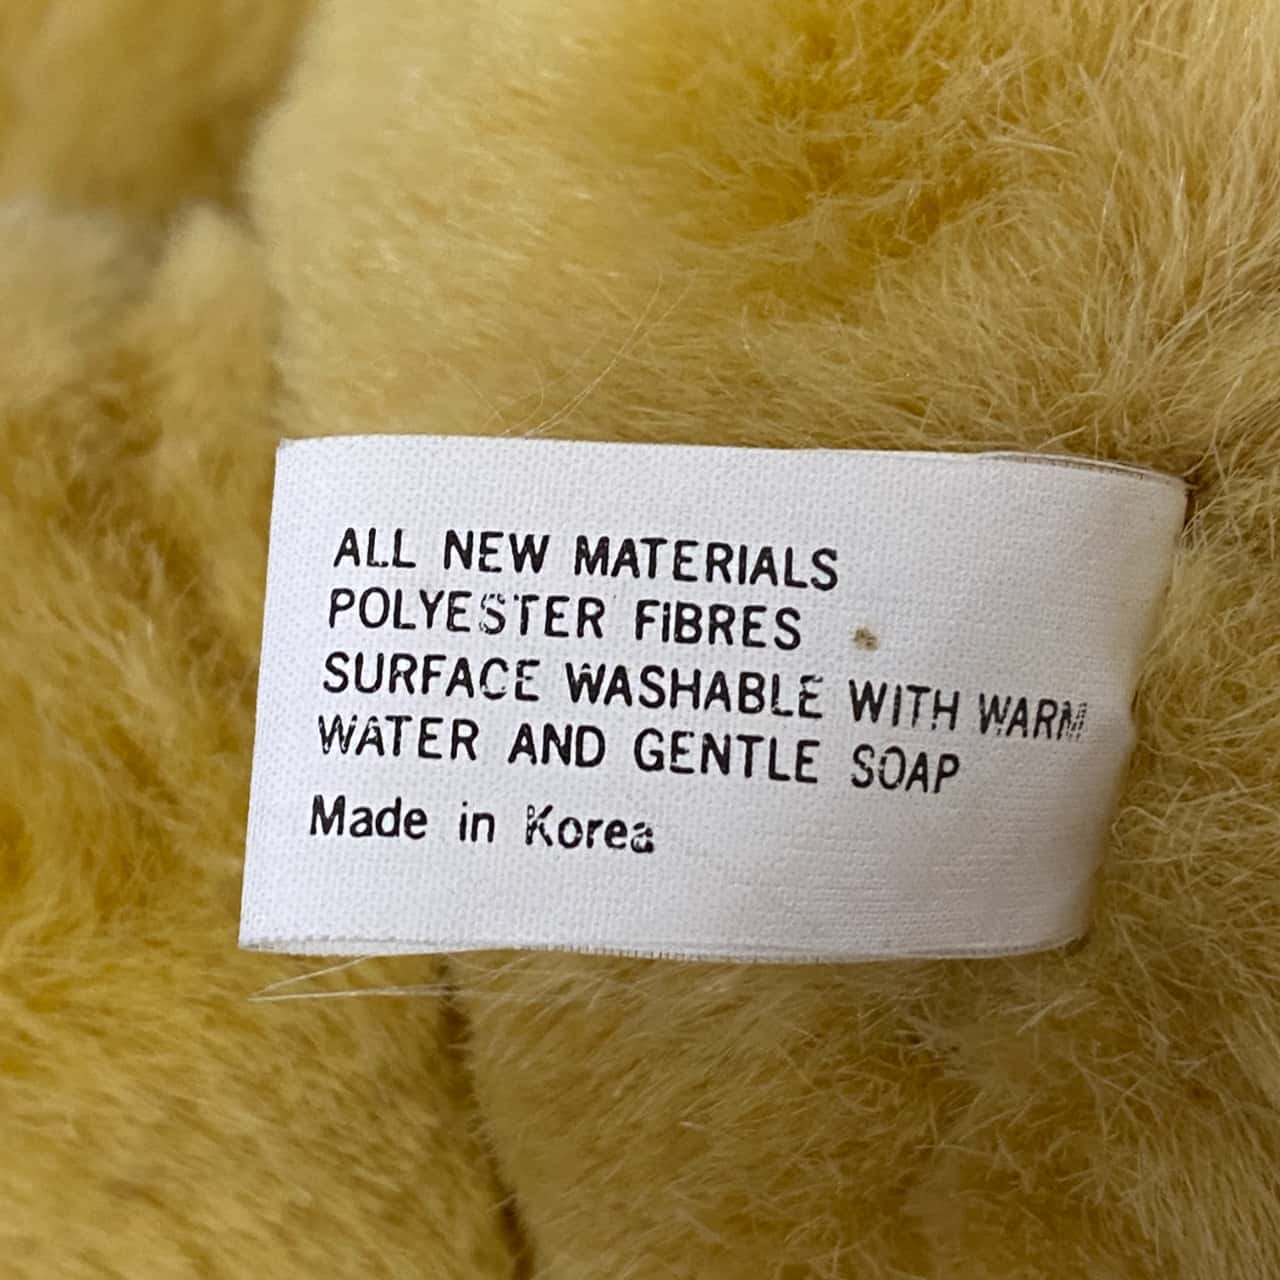 ALL NEW MATERIALS
POLYESTER FIBRES
SURFACE WASHABLE WITH WARM
WATER AND GENTLE SOAP
Made in Korea